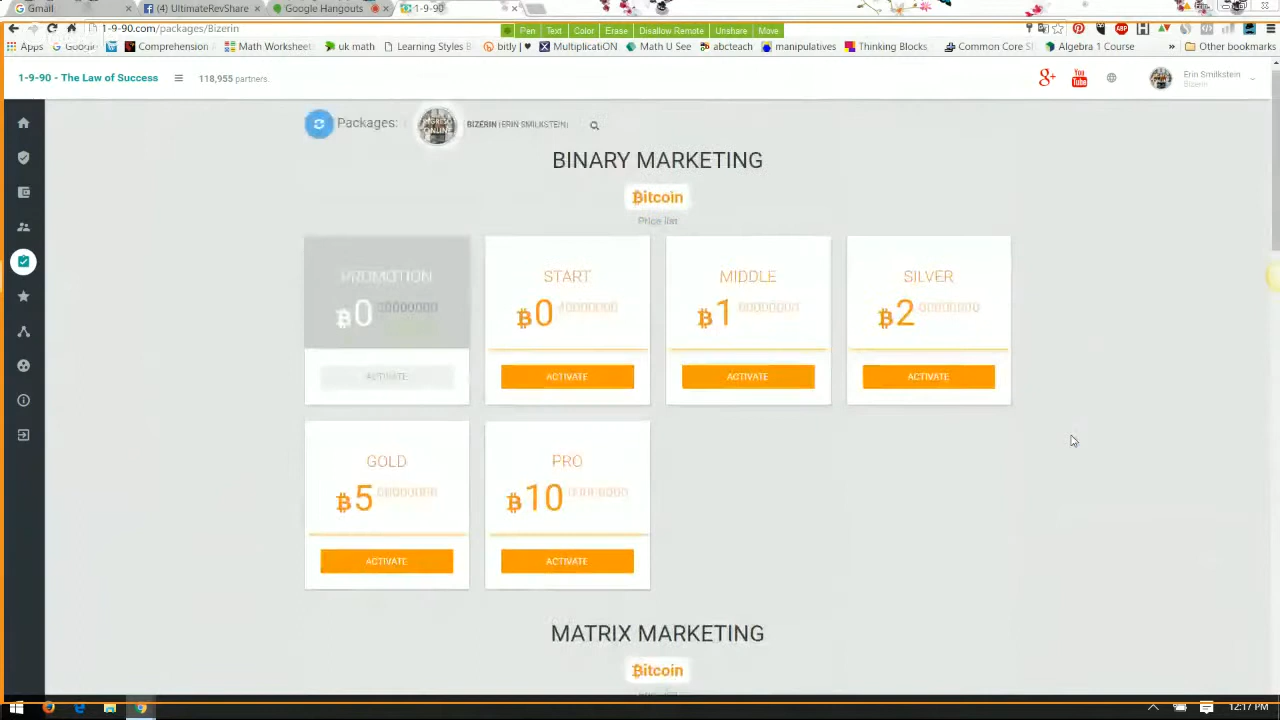 Gmail
(4) UltimateRevShare
Google Hangouts
1-9-90
1-9-90.com/packages/Bizerin
Pen Text Color Erase Disallow Remote Unshare Move
Apps
Comprehension
Math Worksheet
uk math
Learning Styles
bitly |
MultiplicatiON
Math U See
abcteach
manipulatives
Thinking Blocks
Common Core S
Algebra 1 Course
»
Other bookmarks
1-9-90 - The Law of Success
118,955 partners.
g+
You Tube
Erin Smilkstein
Bizerin
Packages:
BIZERIN (ERIN SMILKSTEIN)
BINARY MARKETING
Bitcoin
Price list
PROMOTION
START
MIDDLE
SILVER
₿0
₿0
₿1
₿2
ACTIVATE
ACTIVATE
ACTIVATE
ACTIVATE
GOLD
PRO
₿5
₿10
ACTIVATE
ACTIVATE
MATRIX MARKETING
Bitcoin
12:17 PM